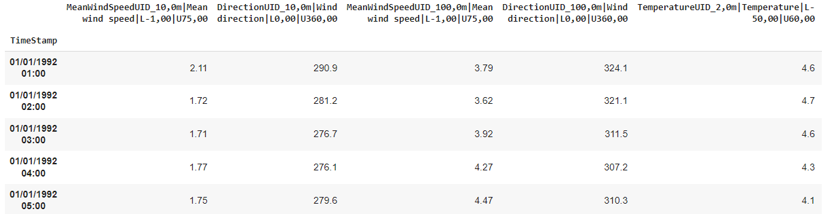 MeanWindSpeedUID_10,0m|Mean DirectionUID_10,0m|Wind MeanWindSpeedUID_100,0m|Mean DirectionUID_100,0m|Wind TemperatureUID_2,0m|Temperature|L-
wind speed|L-1,00|U75,00 direction|L0,00|U360,00 wind speed|L-1,00|U75,00 direction|L0,00|U360,00 50,00|U60,00
TimeStamp
01/01/1992
01:00 2.11 290.9 3.79 324.1 4.6
01/01/1992
02:00 1.72 281.2 3.62 321.1 4.7
01/01/1992
03:00 1.71 276.7 3.92 311.5 4.6
01/01/1992
04:00 1.77 276.1 4.27 307.2 4.3
01/01/1992
05:00 1.75 279.6 4.47 310.3 4.1